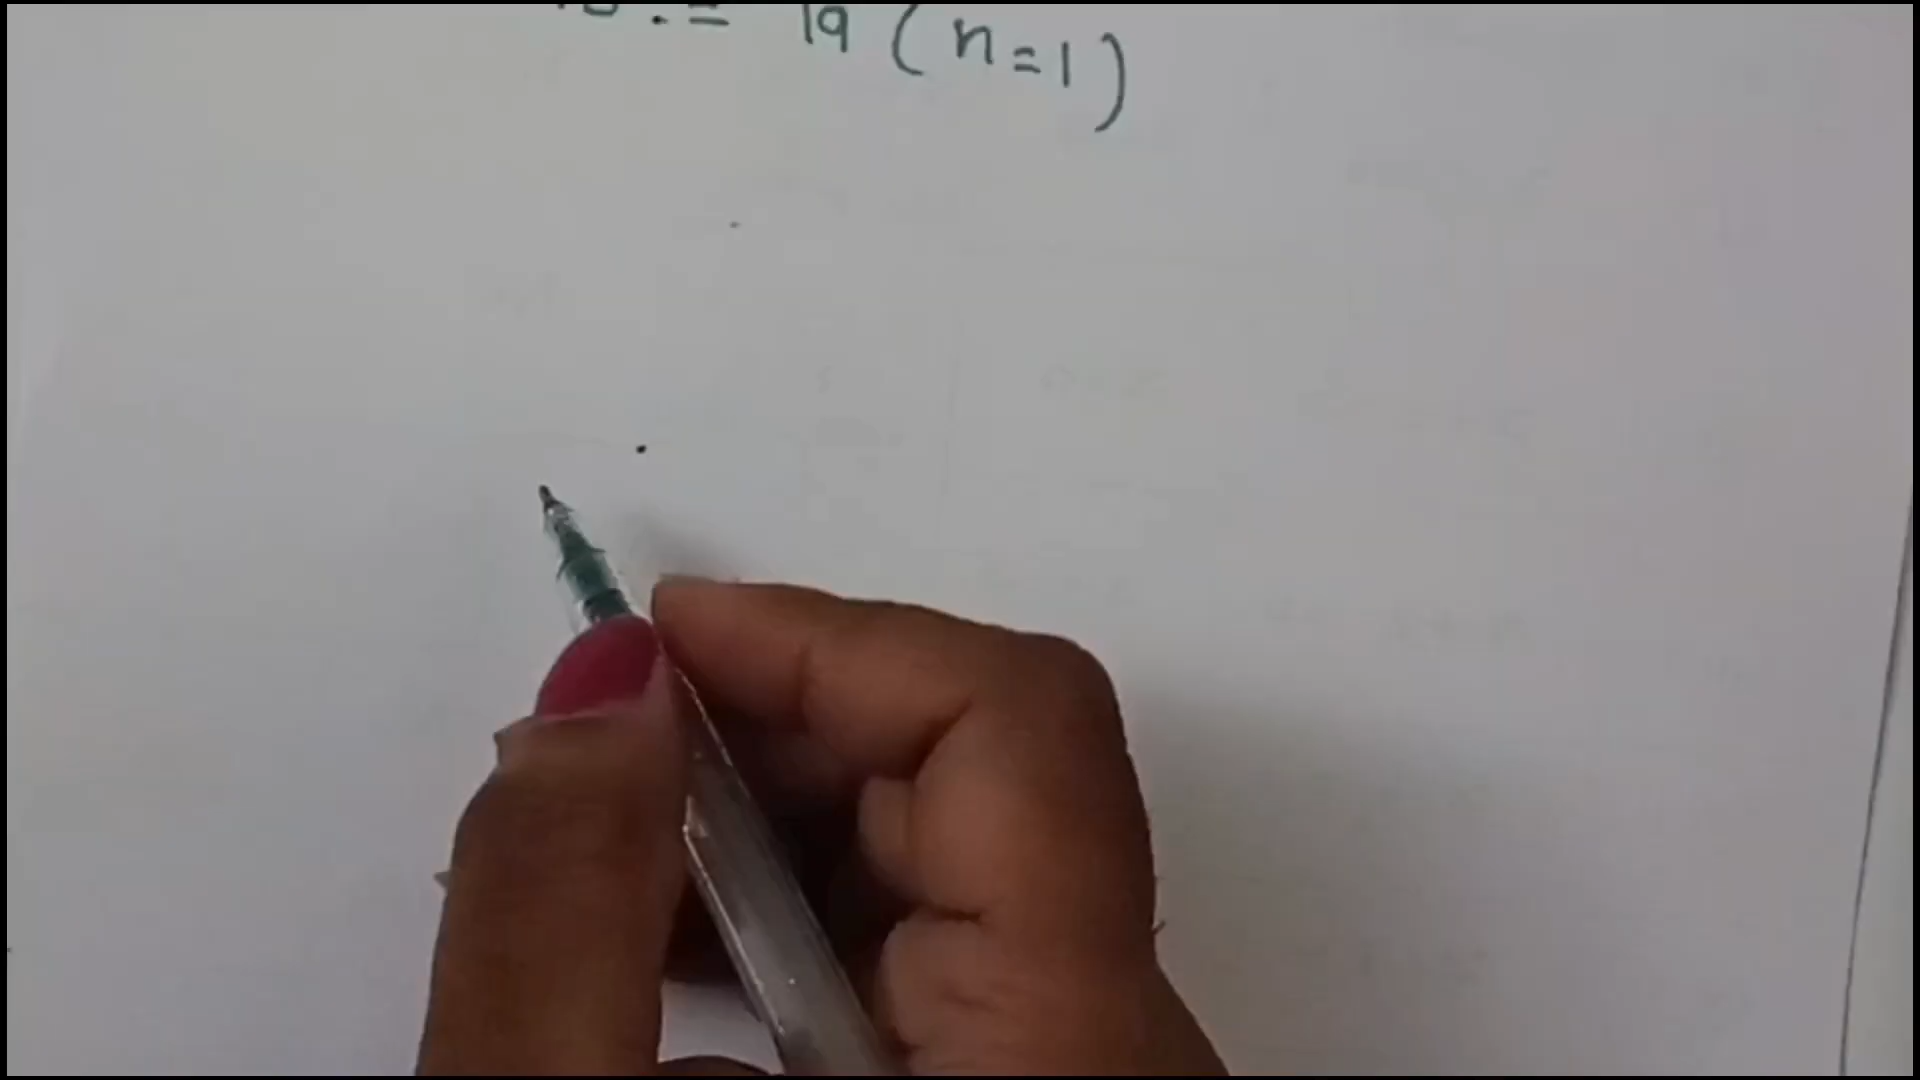 = 19 (n=1)